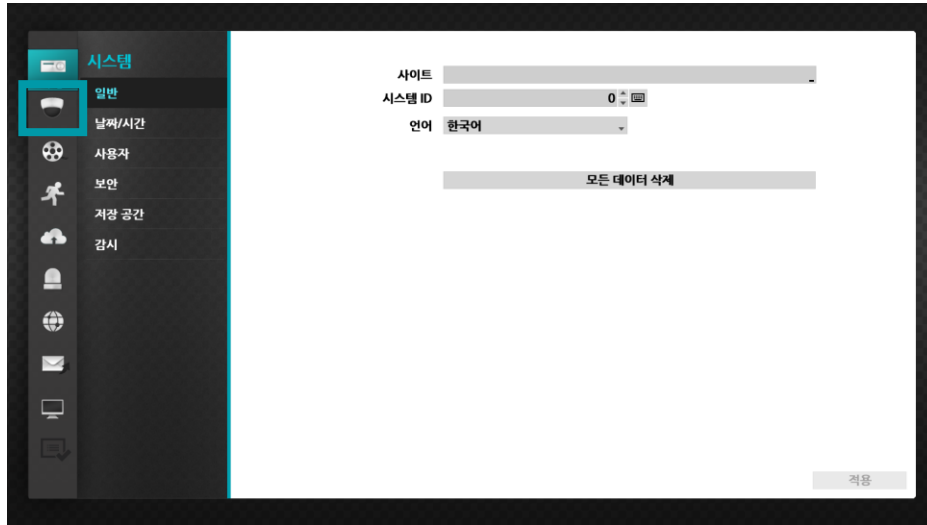 시스템
일반
날짜/시간
사용자
보안
저장 공간
감시
사이트
시스템 ID 0
언어 한국어
모든 데이터 삭제
적용